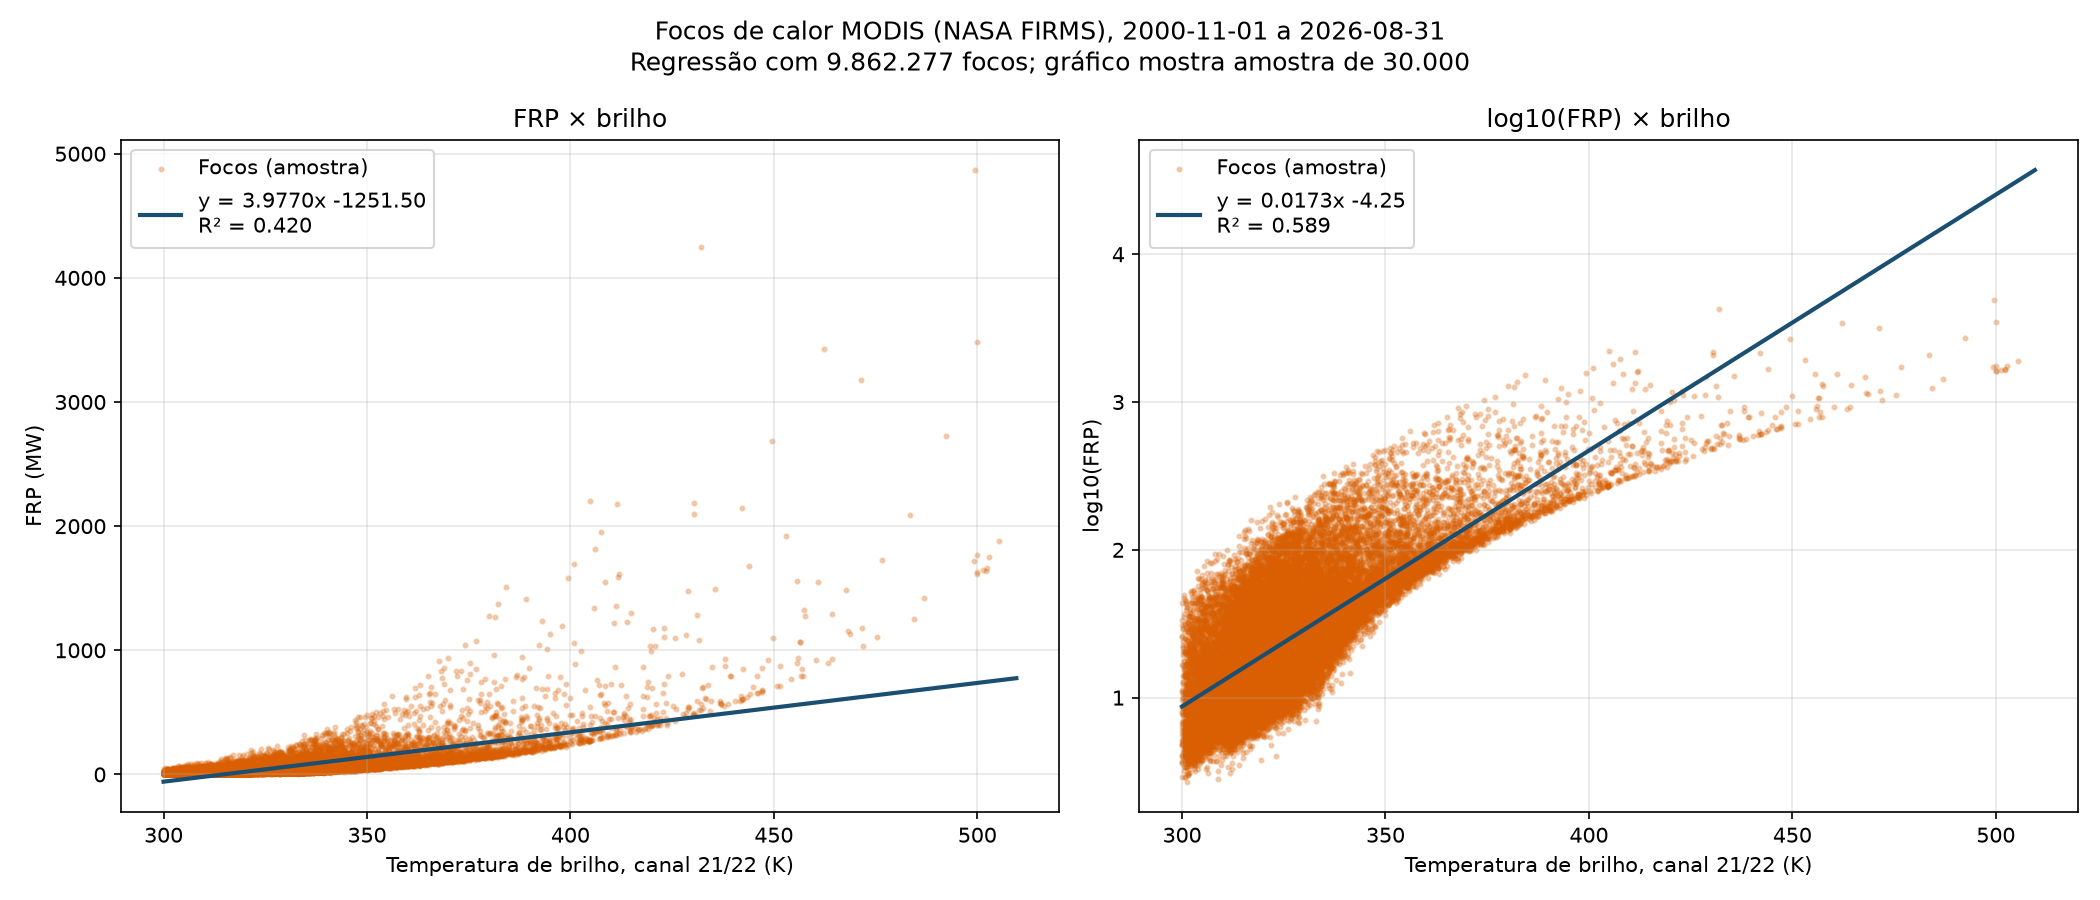 Focos de calor MODIS (NASA FIRMS), 2000-11-01 a 2026-08-31
Regressão com 9.862.277 focos; gráfico mostra amostra de 30.000
FRP × brilho
Focos (amostra)
y = 3.9770x -1251.50
R² = 0.420
FRP (MW)
5000
4000
3000
2000
1000
0
300
350
400
450
500
Temperatura de brilho, canal 21/22 (K)
log10(FRP) × brilho
Focos (amostra)
y = 0.0173x -4.25
R² = 0.589
log10(FRP)
4
3
2
1
300
350
400
450
500
Temperatura de brilho, canal 21/22 (K)